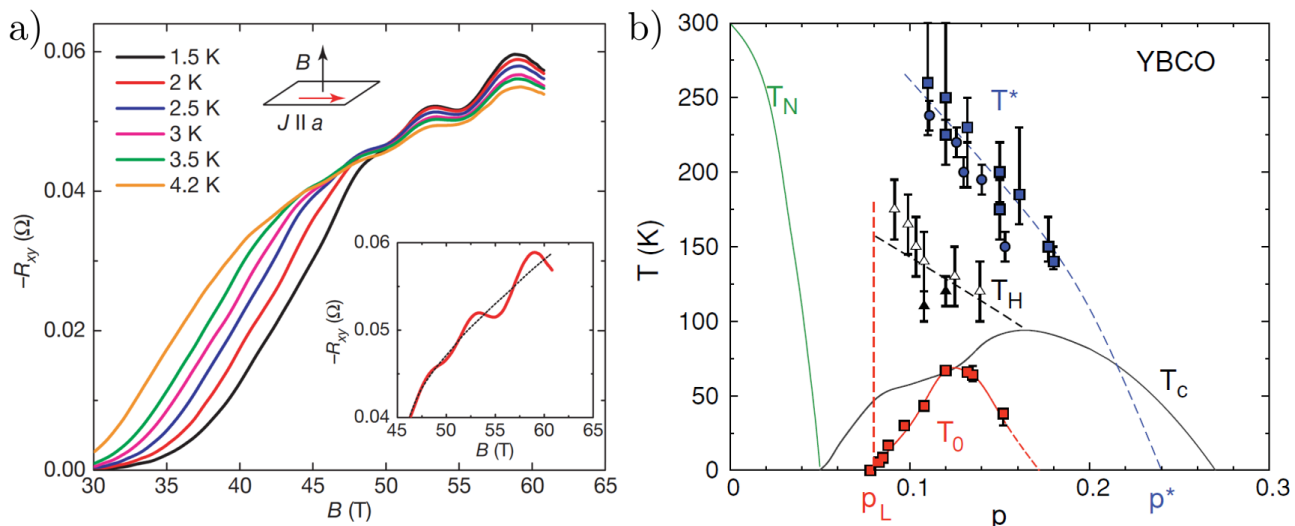 a)
−R_xy (Ω)
0.06
0.04
0.02
0.00
1.5 K
2 K
2.5 K
3 K
3.5 K
4.2 K
B
J II a
−R_xy (Ω)
0.06
0.05
0.04
45 50 55 60 65
B (T)
30 35 40 45 50 55 60 65
B (T)
b)
T (K)
300
250
200
150
100
50
0
YBCO
T_N
T*
T_H
T_c
T_0
0 0.1 0.2 0.3
p_L
p
p*